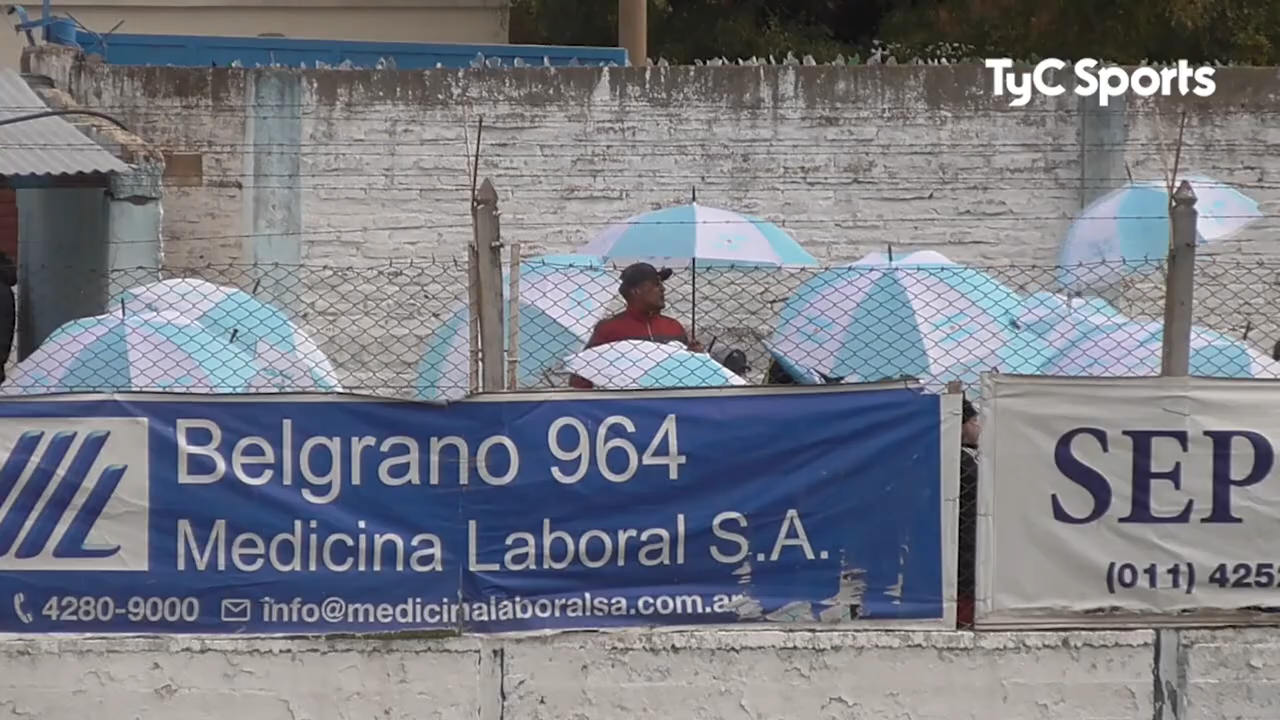 TyC Sports
Belgrano 964
Medicina Laboral S.A.
4280-9000 info@medicinalaboralsa.com.ar
SEP
(011) 425